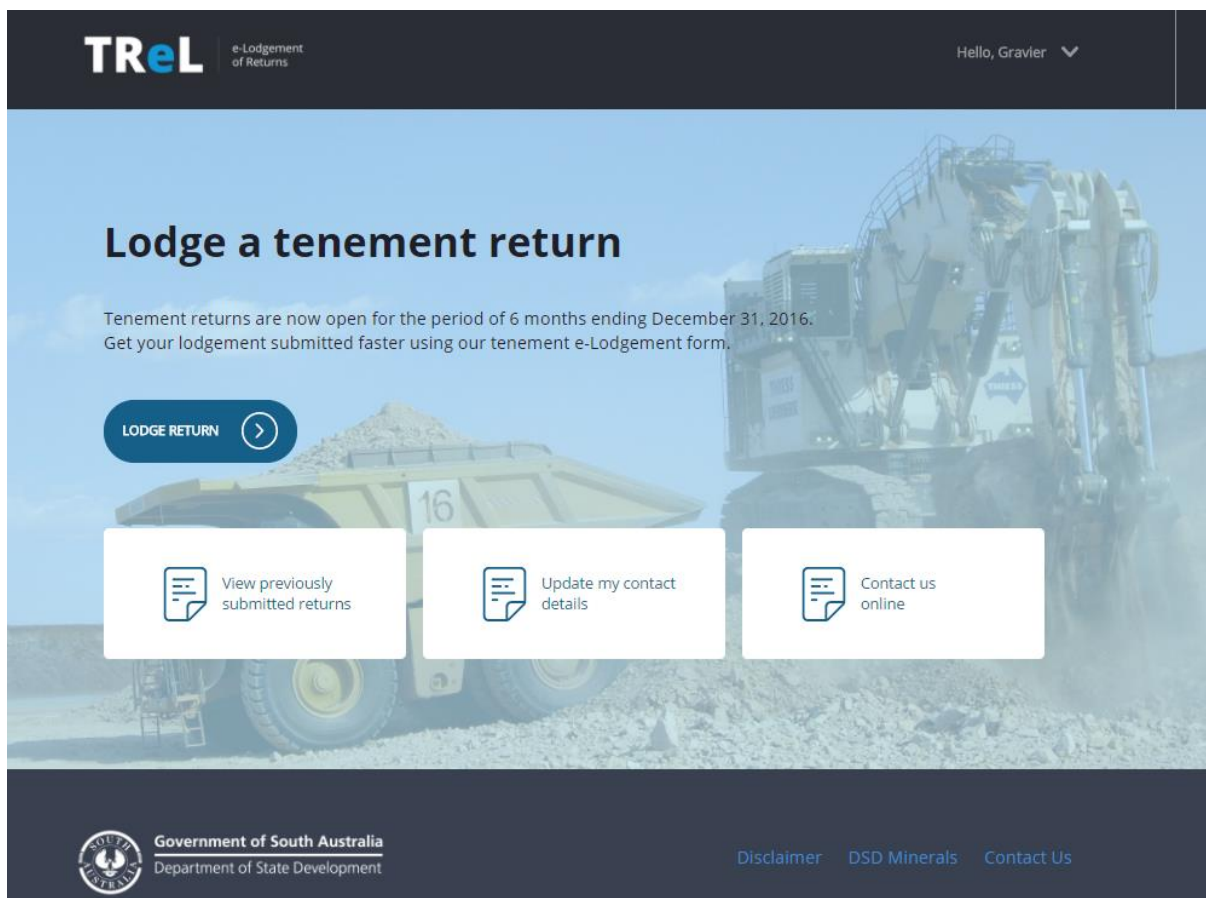 TReL
e-Lodgement
of Returns
Hello, Gravier
Lodge a tenement return
Tenement returns are now open for the period of 6 months ending December 31, 2016.
Get your lodgement submitted faster using our tenement e-Lodgement form.
LODGE RETURN
16
View previously
submitted returns
Update my contact
details
Contact us
online
SOUTH
AUSTRALIA
Government of South Australia
Department of State Development
Disclaimer DSD Minerals Contact Us